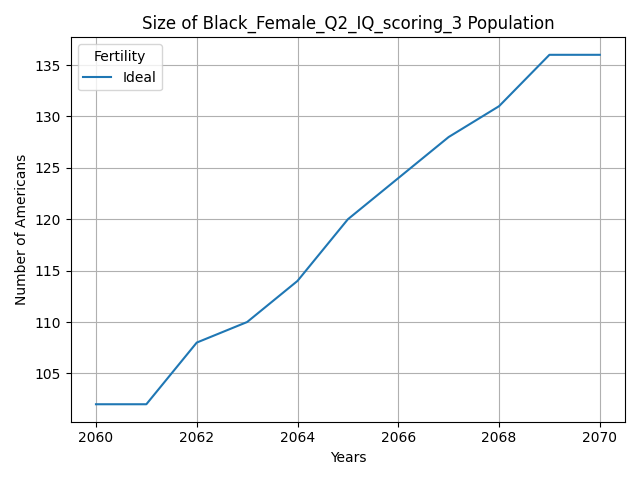 Size of Black_Female_Q2_IQ_scoring_3 Population
Fertility
Ideal
135
130
125
120
115
110
105
Number of Americans
2060 2062 2064 2066 2068 2070
Years